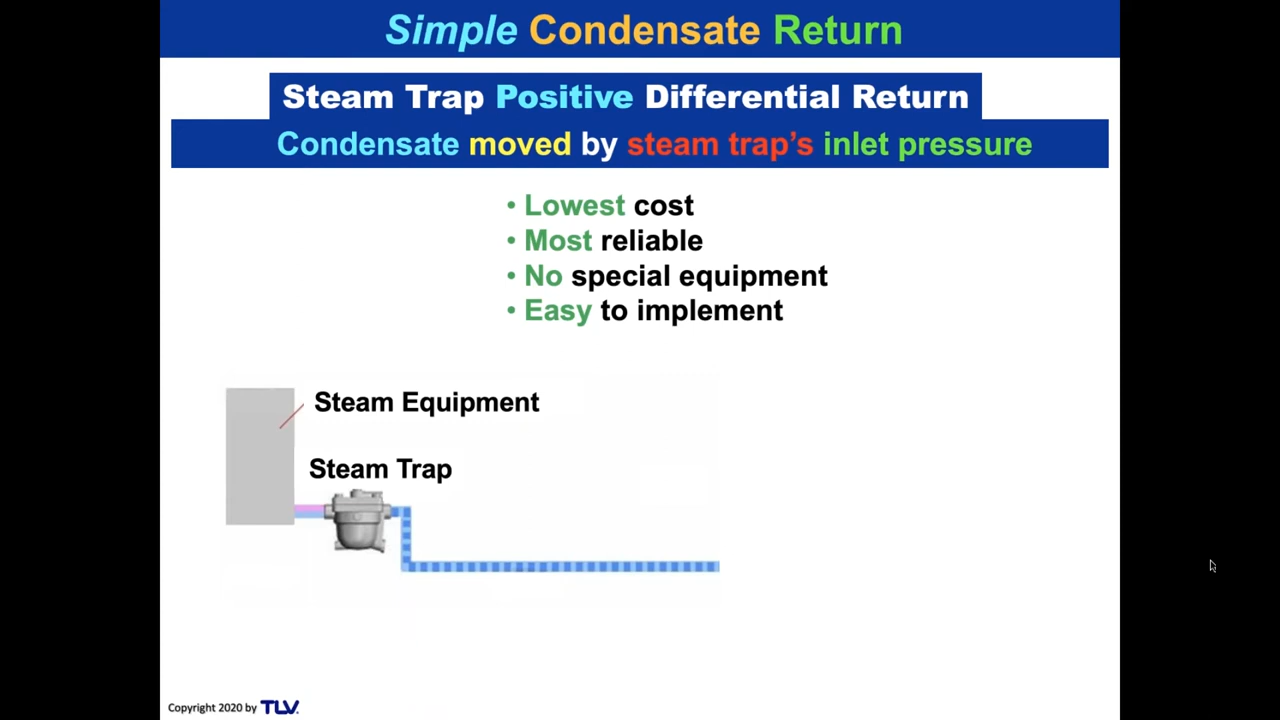 Simple Condensate Return
Steam Trap Positive Differential Return
Condensate moved by steam trap's inlet pressure
• Lowest cost
• Most reliable
• No special equipment
• Easy to implement
Steam Equipment
Steam Trap
Copyright 2020 by TLV.